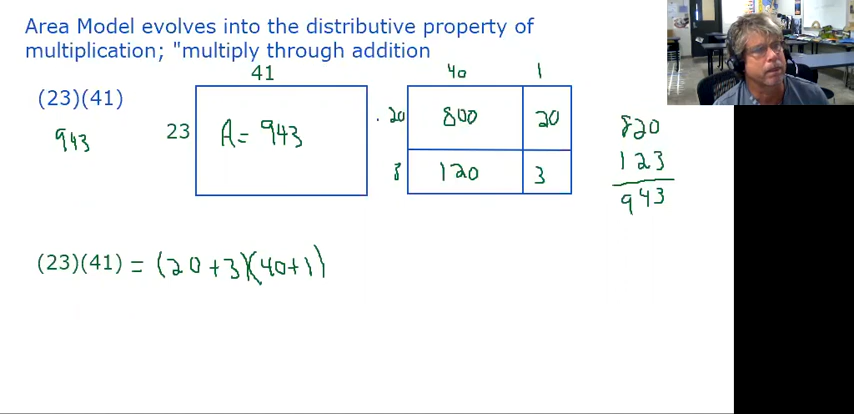 Area Model evolves into the distributive property of
multiplication; "multiply through addition
(23)(41)
943
41
23
A= 943
40 1
20 800 20
3 120 3
820
123
943
(23)(41) = (20+3)(40+1)